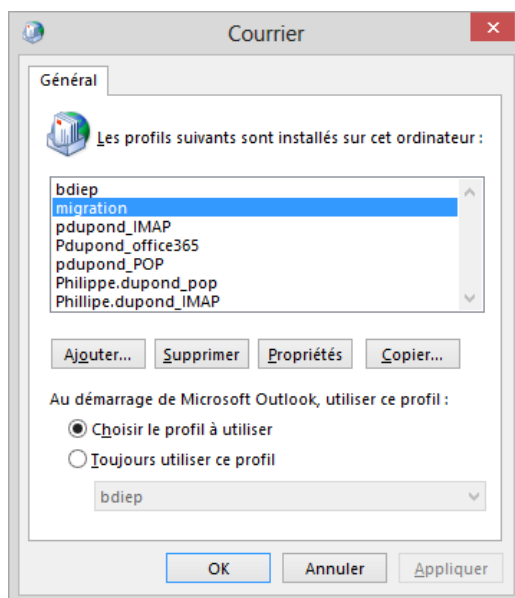 Courrier
Général
Les profils suivants sont installés sur cet ordinateur :
bdiep
migration
pdupond_IMAP
Pdupond_office365
pdupond_POP
Philippe.dupond_pop
Phillipe.dupond_IMAP
Ajouter... Supprimer Propriétés Copier...
Au démarrage de Microsoft Outlook, utiliser ce profil :
Choisir le profil à utiliser
Toujours utiliser ce profil
bdiep
OK Annuler Appliquer